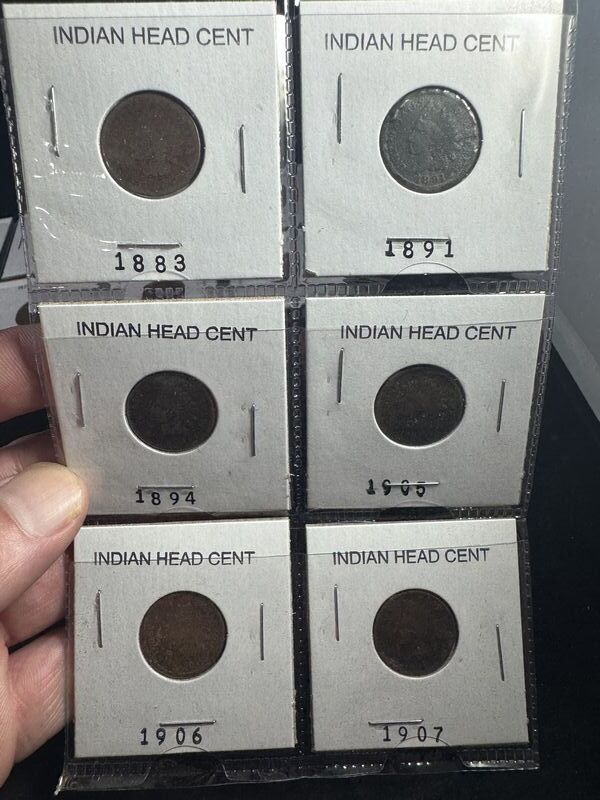 INDIAN HEAD CENT
1883
INDIAN HEAD CENT
1891
INDIAN HEAD CENT
1894
INDIAN HEAD CENT
1905
INDIAN HEAD CENT
1906
INDIAN HEAD CENT
1907